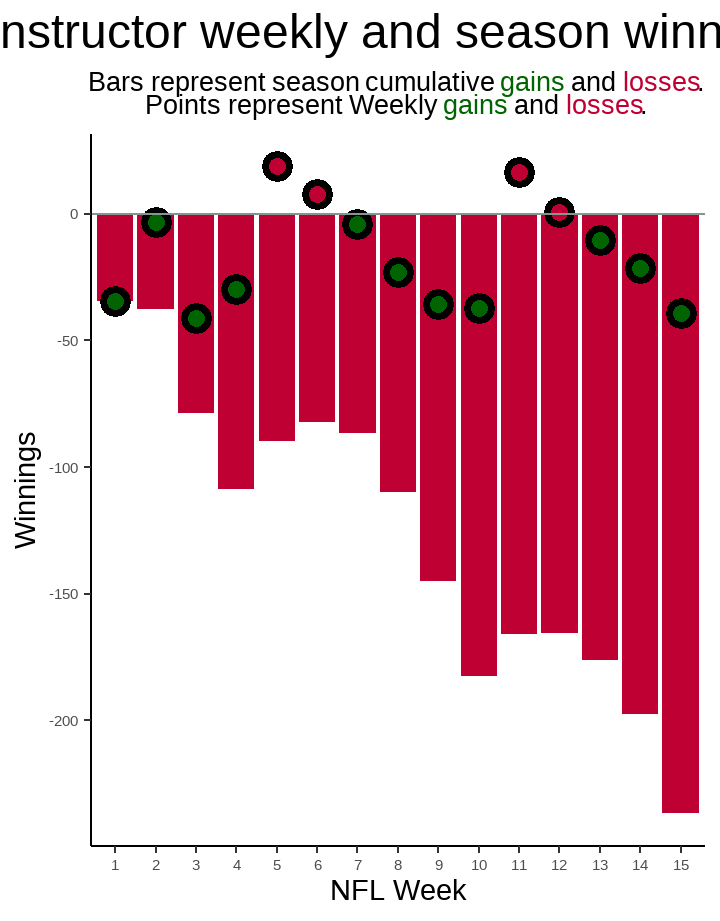 nstructor weekly and season winn
Bars represent season cumulative gains and losses.
Points represent Weekly gains and losses.
Winnings
0
-50
-100
-150
-200
1 2 3 4 5 6 7 8 9 10 11 12 13 14 15
NFL Week